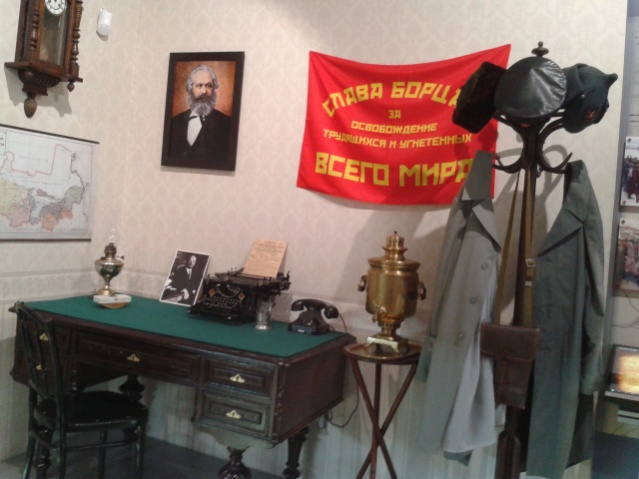 СЛАВА БОРЦА
ЗА
ОСВОБОЖДЕНИЕ
ТРУДЯЩИХСЯ И УГНЕТЕННЫХ
ВСЕГО МИРА